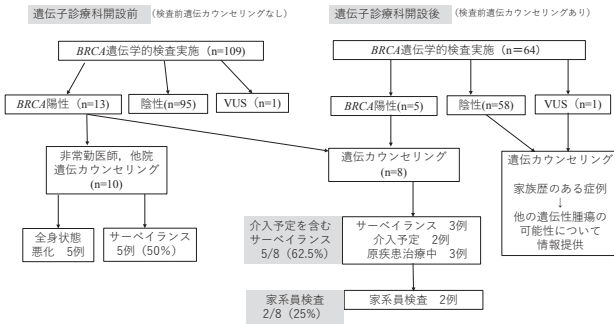 遺伝子診療科開設前 (検査前遺伝カウンセリングなし)
BRCA遺伝学的検査実施 (n=109)
BRCA陽性 (n=13)
陰性(n=95)
VUS (n=1)
非常勤医師, 他院
遺伝カウンセリング
(n=10)
全身状態
悪化 5例
サーベイランス
5例 (50%)
遺伝子診療科開設後 (検査前遺伝カウンセリングあり)
BRCA遺伝学的検査実施 (n=64)
BRCA陽性(n=5)
陰性(n=58)
VUS (n=1)
遺伝カウンセリング
(n=8)
遺伝カウンセリング
家族歴のある症例
↓
他の遺伝性腫瘍の
可能性について
情報提供
介入予定を含む
サーベイランス
5/8 (62.5%)
サーベイランス 3例
介入予定 2例
原疾患治療中 3例
家系員検査
2/8 (25%)
家系員検査 2例